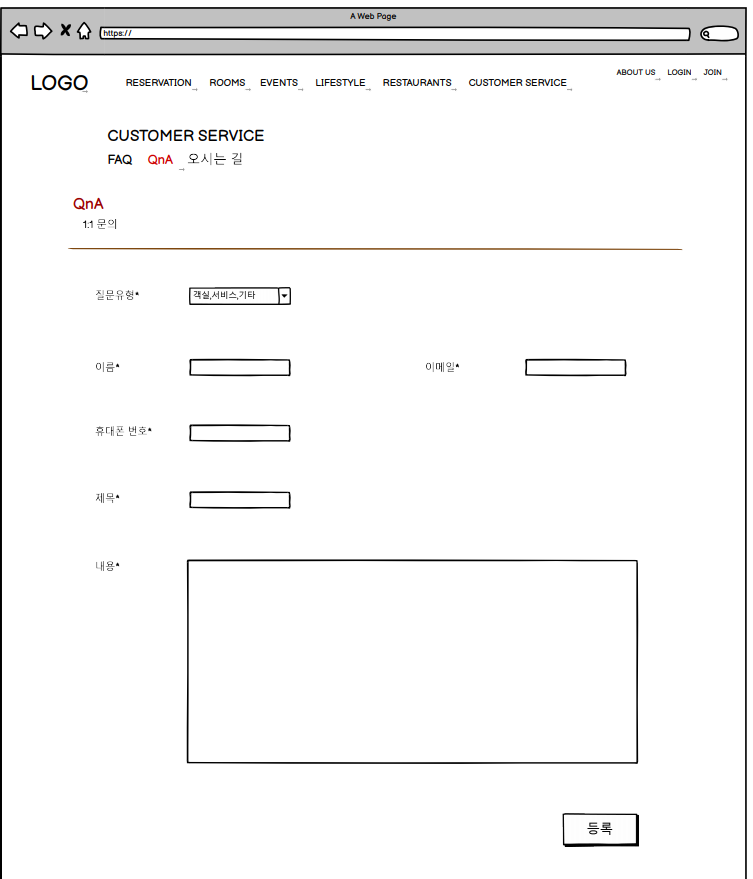 A Web Page
https://
ABOUT US LOGIN JOIN
LOGO RESERVATION ROOMS EVENTS LIFESTYLE RESTAURANTS CUSTOMER SERVICE
CUSTOMER SERVICE
FAQ QnA 오시는 길
QnA
1:1 문의
질문유형* 객실,서비스,기타
이름* 이메일*
휴대폰 번호*
제목*
내용*
등록